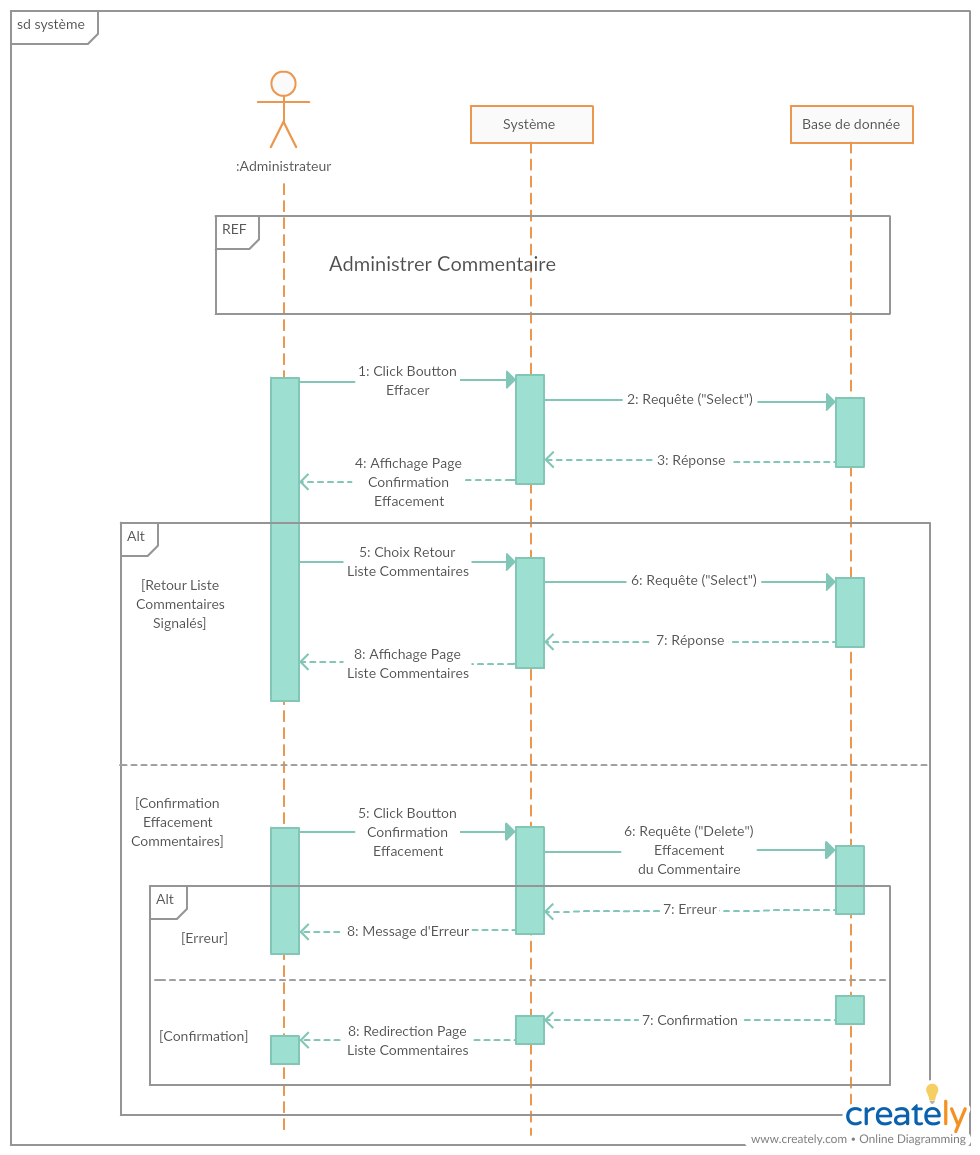 sd système
:Administrateur
Système
Base de donnée
REF
Administrer Commentaire
1: Click Boutton
Effacer
2: Requête ("Select")
3: Réponse
4: Affichage Page
Confirmation
Effacement
Alt
[Retour Liste
Commentaires
Signalés]
5: Choix Retour
Liste Commentaires
6: Requête ("Select")
7: Réponse
8: Affichage Page
Liste Commentaires
[Confirmation
Effacement
Commentaires]
5: Click Boutton
Confirmation
Effacement
6: Requête ("Delete")
Effacement
du Commentaire
Alt
[Erreur]
7: Erreur
8: Message d'Erreur
[Confirmation]
7: Confirmation
8: Redirection Page
Liste Commentaires
creately
www.creately.com • Online Diagramming